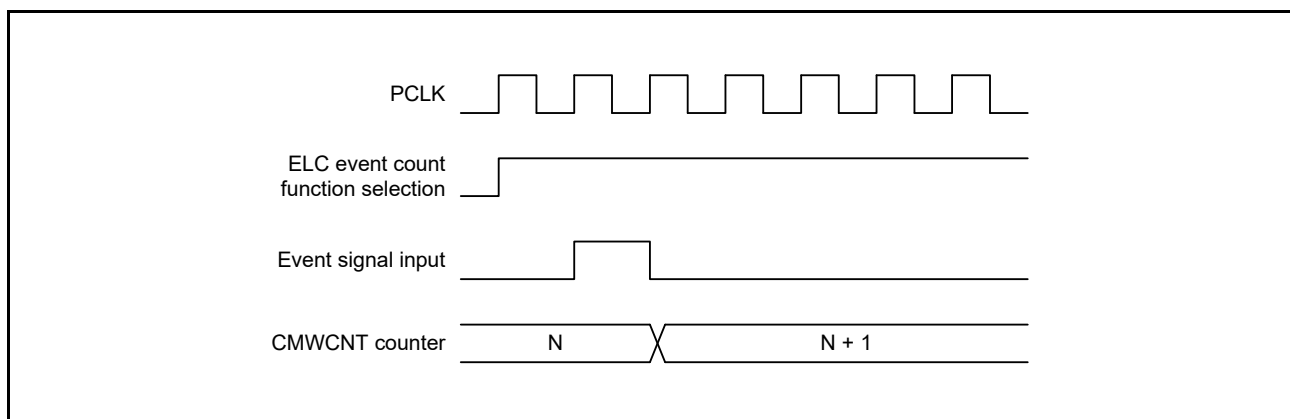 PCLK
ELC event count
function selection
Event signal input
CMWCNT counter
N
N + 1